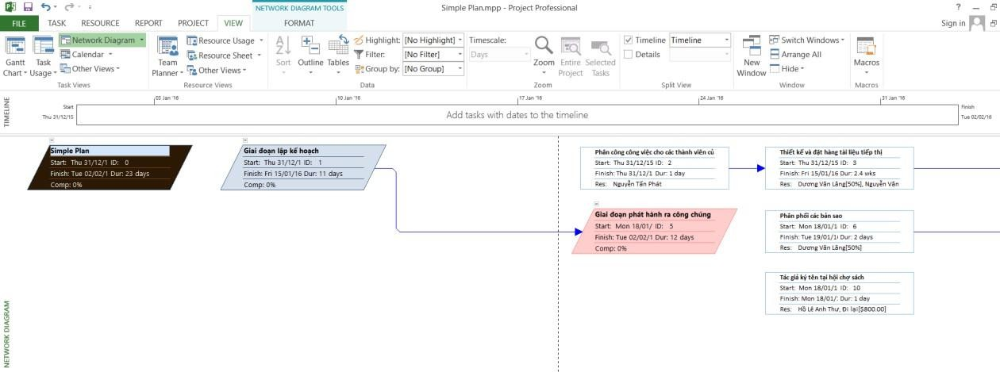 NETWORK DIAGRAM TOOLS
Simple Plan.mpp - Project Professional
FILE TASK RESOURCE REPORT PROJECT VIEW FORMAT
Sign in
Gantt Chart
Task Usage
Network Diagram
Calendar
Other Views
Task Views
Team Planner
Resource Usage
Resource Sheet
Other Views
Resource Views
Sort
Outline
Tables
Highlight: [No Highlight]
Filter: [No Filter]
Group by: [No Group]
Data
Timescale:
Days
Zoom
Entire Project
Selected Tasks
Zoom
Timeline Timeline
Details
Split View
New Window
Switch Windows
Arrange All
Hide
Window
Macros
Macros
TIMELINE
03 Jan '16 10 Jan '16 17 Jan '16 24 Jan '16 31 Jan '16
Start
Thu 31/12/15
Add tasks with dates to the timeline
Finish
Tue 02/02/16
Simple Plan
Start: Thu 31/12/1 ID: 0
Finish: Tue 02/02/1 Dur: 23 days
Comp: 0%
Giai đoạn lập kế hoạch
Start: Thu 31/12/1 ID: 1
Finish: Fri 15/01/16 Dur: 11 days
Comp: 0%
Phân công công việc cho các thành viên củ
Start: Thu 31/12/15 ID: 2
Finish: Thu 31/12/1 Dur: 1 day
Res: Nguyễn Tấn Phát
Thiết kế và đặt hàng tài liệu tiếp thị
Start: Thu 31/12/15 ID: 3
Finish: Fri 15/01/16 Dur: 2.4 wks
Res: Dương Văn Lãng[50%], Nguyễn Văn
Giai đoạn phát hành ra công chúng
Start: Mon 18/01/ ID: 5
Finish: Tue 02/02/1 Dur: 12 days
Comp: 0%
Phân phối các bản sao
Start: Mon 18/01/1 ID: 6
Finish: Tue 19/01/1 Dur: 2 days
Res: Dương Văn Lãng[50%]
Tác giả ký tên tại hội chợ sách
Start: Mon 18/01/1 ID: 10
Finish: Mon 18/01/ Dur: 1 day
Res: Hồ Lê Anh Thư, Đi lại[$800.00]
NETWORK DIAGRAM